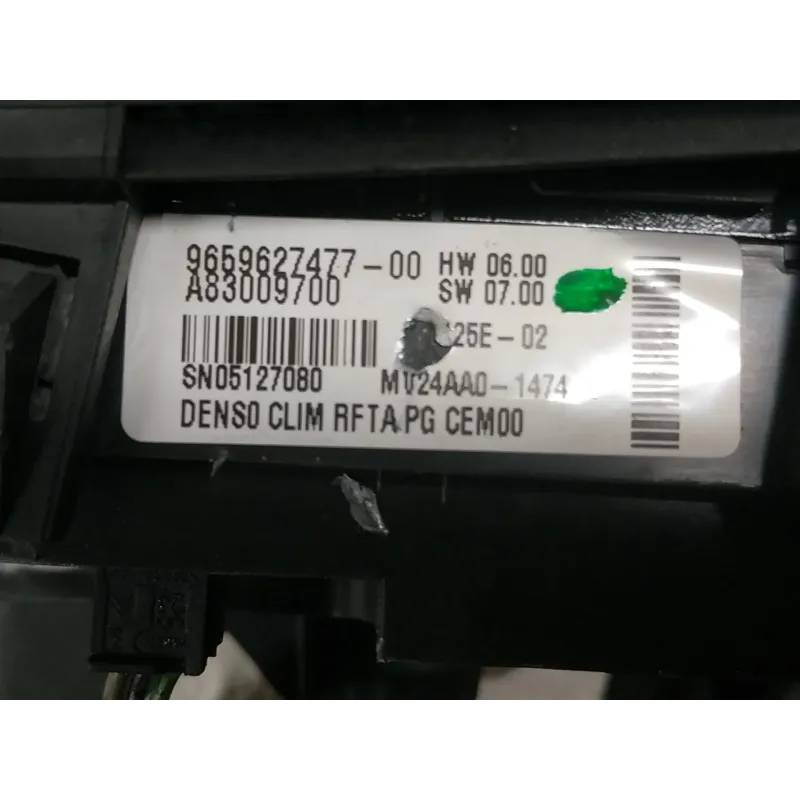 9659627477-00 HW 06.00
A83009700 SW 07.00
25E-02
SN05127080 MV24AA0-1474
DENSO CLIM RFTA PG CEM00